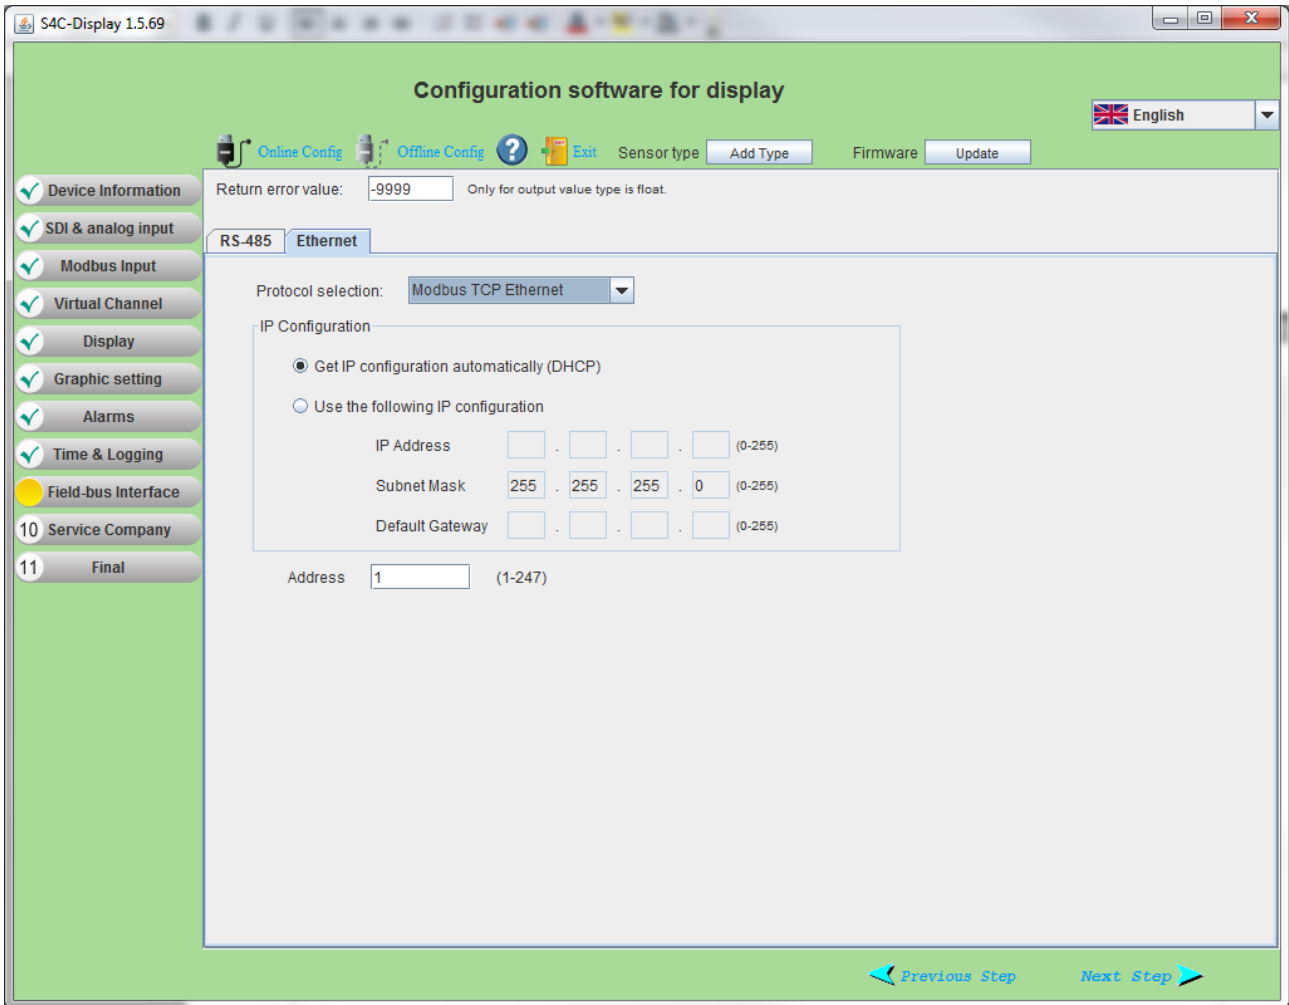 S4C-Display 1.5.69
Configuration software for display
English
Online Config Offline Config ? Exit Sensor type Add Type Firmware Update
Device Information
SDI & analog input
Modbus Input
Virtual Channel
Display
Graphic setting
Alarms
Time & Logging
Field-bus Interface
10 Service Company
11 Final
Return error value: -9999 Only for output value type is float.
RS-485 Ethernet
Protocol selection: Modbus TCP Ethernet
IP Configuration
Get IP configuration automatically (DHCP)
Use the following IP configuration
IP Address . . . (0-255)
Subnet Mask 255 . 255 . 255 . 0 (0-255)
Default Gateway . . . (0-255)
Address 1 (1-247)
Previous Step Next Step